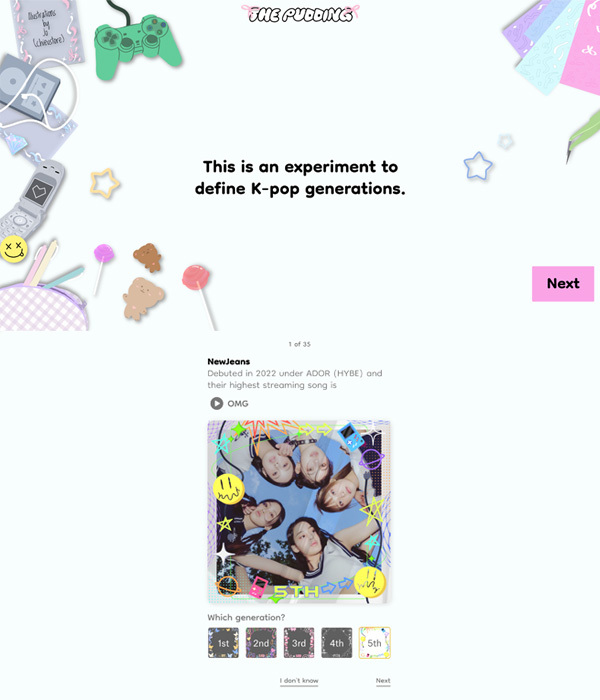 Illustrations
by
Jo
(chuustore)
THE PUDDING
This is an experiment to
define K-pop generations.
Next
1 of 35
NewJeans
Debuted in 2022 under ADOR (HYBE) and
their highest streaming song is
OMG
5TH
Which generation?
1st 2nd 3rd 4th 5th
I don't know
Next